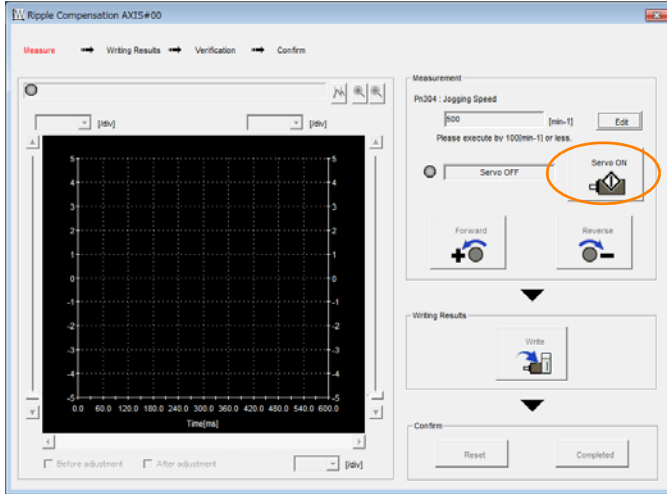 Ripple Compensation AXIS#00
Measure
Writing Results
Verification
Confirm
[/div]
[/div]
5
4
3
2
1
0
-1
-2
-3
-4
-5
5
4
3
2
1
0
-1
-2
-3
-4
-5
0.0 60.0 120.0 180.0 240.0 300.0 360.0 420.0 480.0 540.0 600.0
Time[ms]
Before adjustment
After adjustment
[/div]
Measurement
Pn304 : Jogging Speed
500
[min-1]
Edit
Please execute by 100[min-1] or less.
Servo OFF
Servo ON
Forward
Reverse
Writing Results
Write
Confirm
Reset
Completed